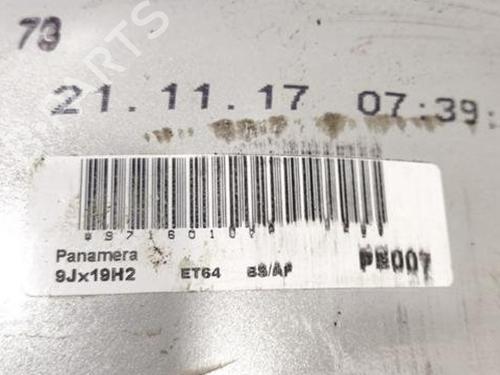 73
21.11.17 07:39:
Panamera
9Jx19H2 ET64 BS/AF PE007